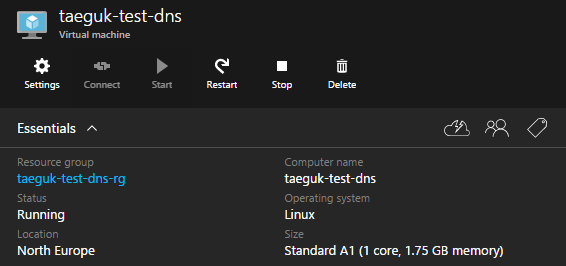 taeguk-test-dns
Virtual machine
Settings Connect Start Restart Stop Delete
Essentials
Resource group Computer name
taeguk-test-dns-rg taeguk-test-dns
Status Operating system
Running Linux
Location Size
North Europe Standard A1 (1 core, 1.75 GB memory)